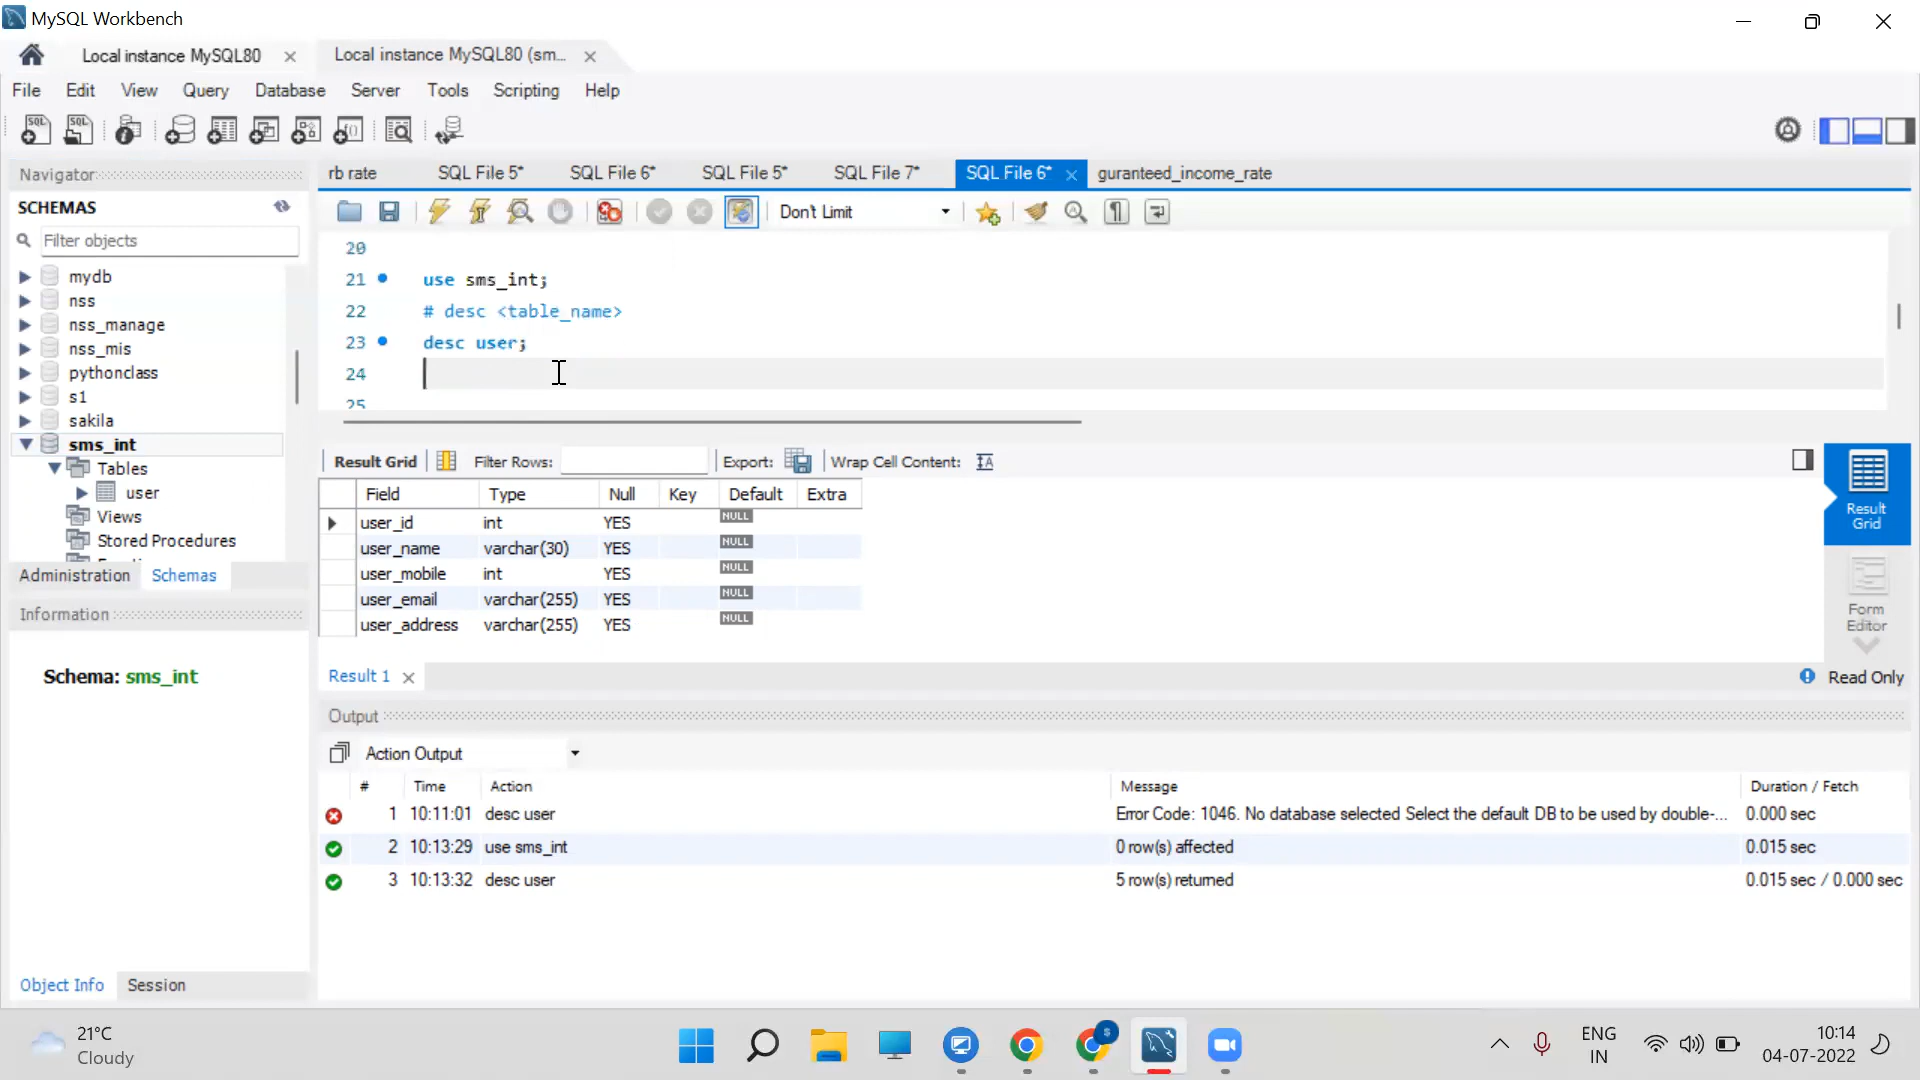 MySQL Workbench
Local instance MySQL80
Local instance MySQL80 (sm...
File Edit View Query Database Server Tools Scripting Help
Navigator
SCHEMAS
Filter objects
mydb
nss
nss_manage
nss_mis
pythonclass
s1
sakila
sms_int
Tables
user
Views
Stored Procedures
Administration Schemas
Information
Schema: sms_int
Object Info Session
rb rate SQL File 5* SQL File 6* SQL File 5* SQL File 7* SQL File 6* guranteed_income_rate
Don't Limit
20
21 use sms_int;
22 # desc <table_name>
23 desc user;
24
25
Result Grid Filter Rows: Export: Wrap Cell Content:
Field Type Null Key Default Extra
user_id int YES NULL
user_name varchar(30) YES NULL
user_mobile int YES NULL
user_email varchar(255) YES NULL
user_address varchar(255) YES NULL
Result Grid
Form Editor
Result 1
Read Only
Output
Action Output
# Time Action Message Duration / Fetch
1 10:11:01 desc user Error Code: 1046. No database selected Select the default DB to be used by double-... 0.000 sec
2 10:13:29 use sms_int 0 row(s) affected 0.015 sec
3 10:13:32 desc user 5 row(s) returned 0.015 sec / 0.000 sec
21°C
Cloudy
ENG
IN
10:14
04-07-2022